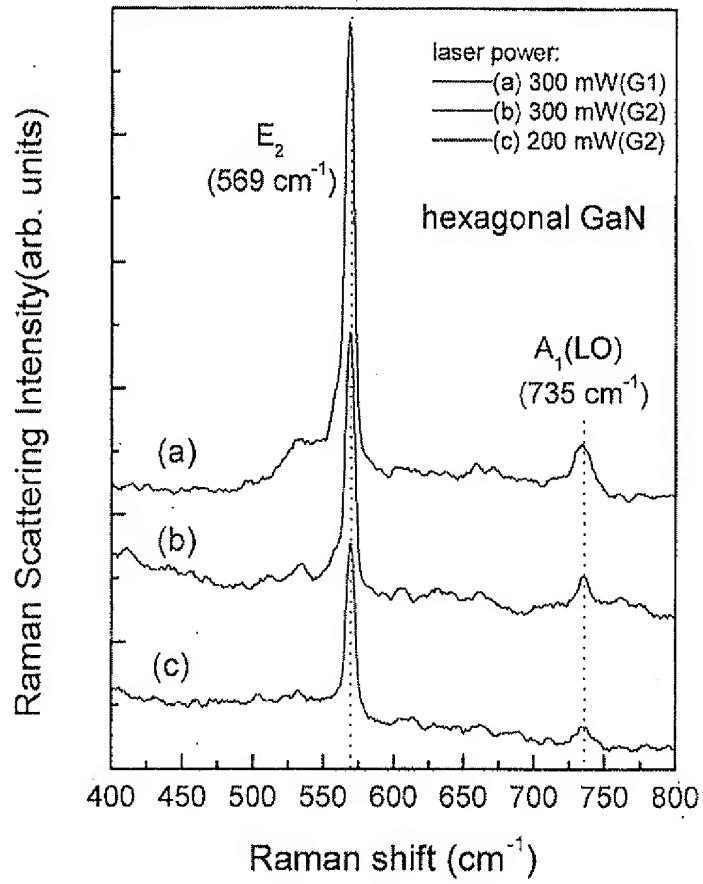 laser power:
(a) 300 mW(G1)
(b) 300 mW(G2)
(c) 200 mW(G2)
E₂
(569 cm⁻¹)
hexagonal GaN
A₁(LO)
(735 cm⁻¹)
(a)
(b)
(c)
Raman Scattering Intensity(arb. units)
400 450 500 550 600 650 700 750 800
Raman shift (cm⁻¹)